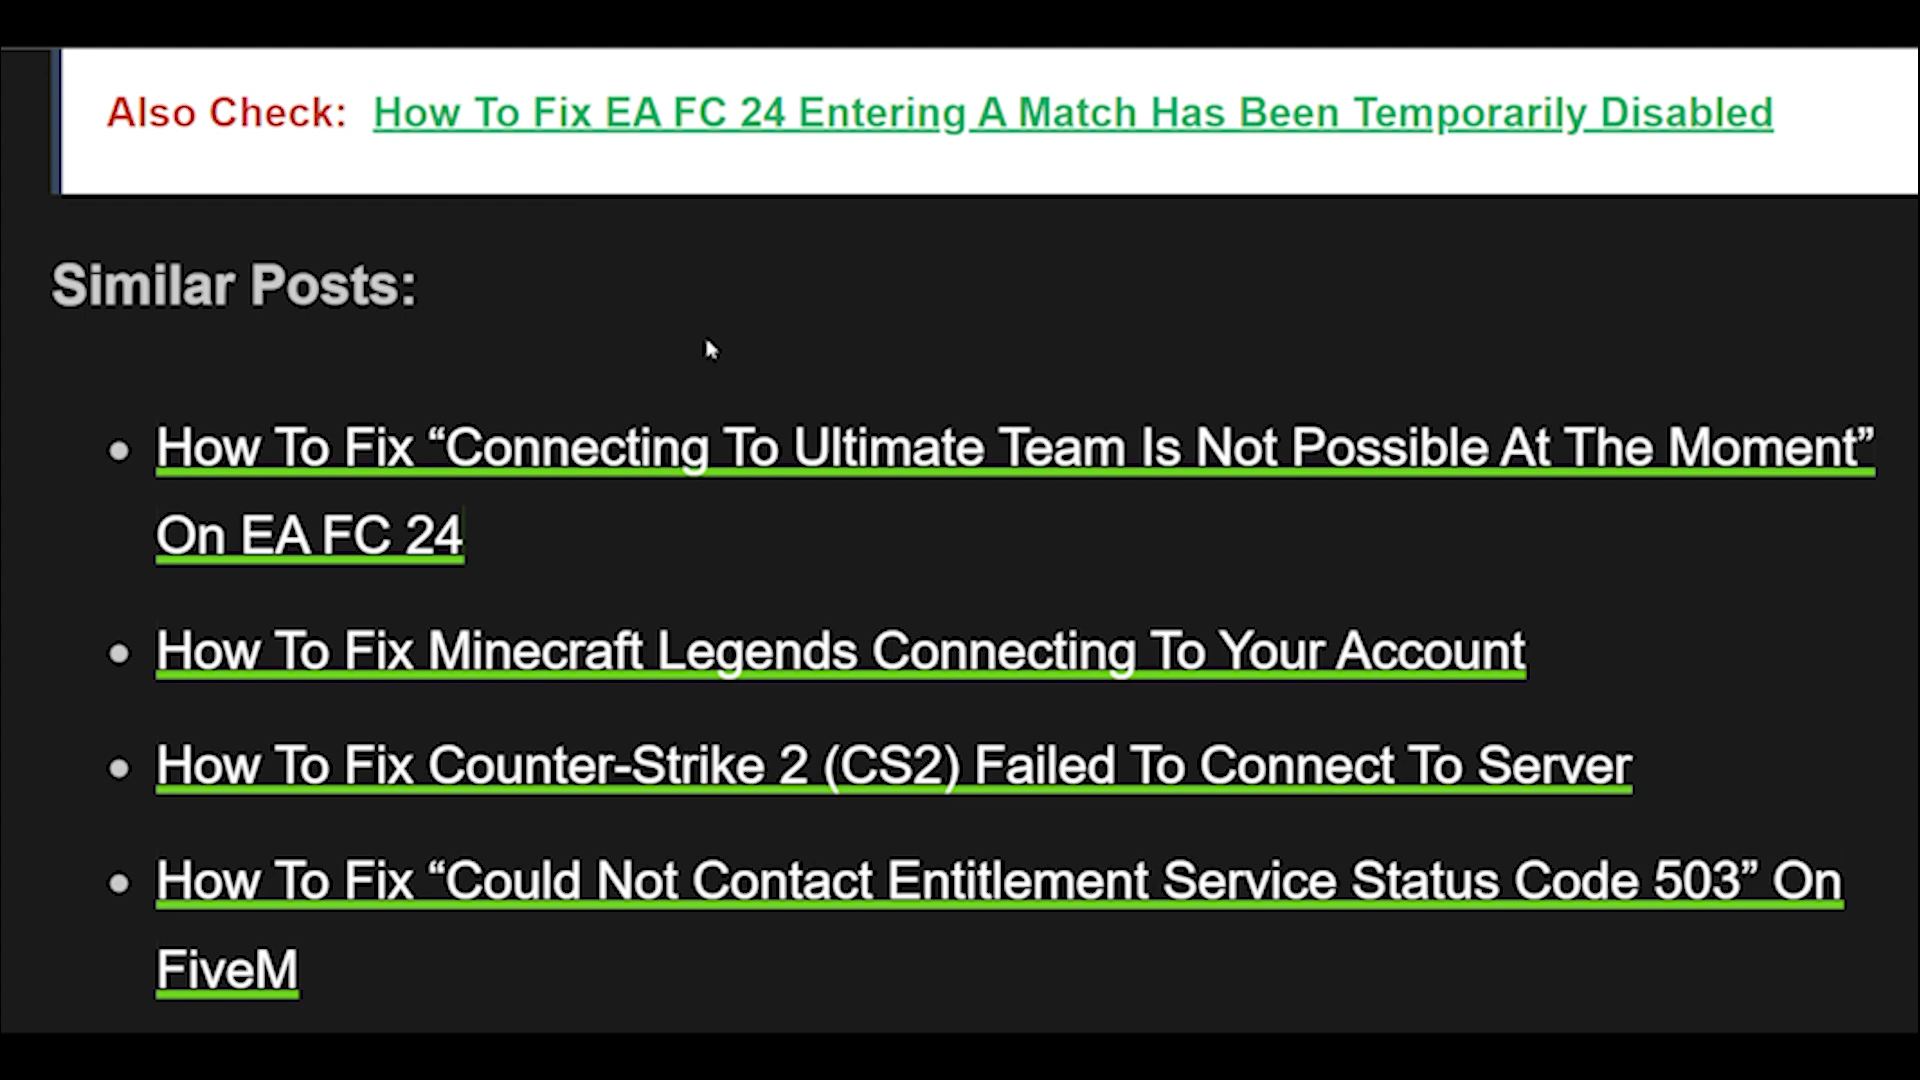 Also Check: How To Fix EA FC 24 Entering A Match Has Been Temporarily Disabled
Similar Posts:
How To Fix “Connecting To Ultimate Team Is Not Possible At The Moment”
On EA FC 24
How To Fix Minecraft Legends Connecting To Your Account
How To Fix Counter-Strike 2 (CS2) Failed To Connect To Server
How To Fix “Could Not Contact Entitlement Service Status Code 503” On
FiveM